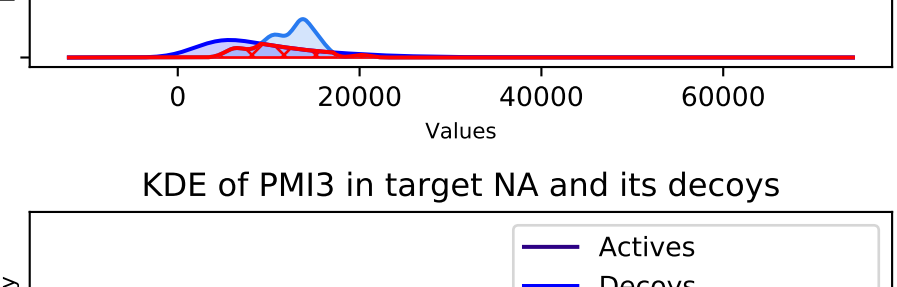 0 20000 40000 60000
Values
KDE of PMI3 in target NA and its decoys
Actives
Decoys